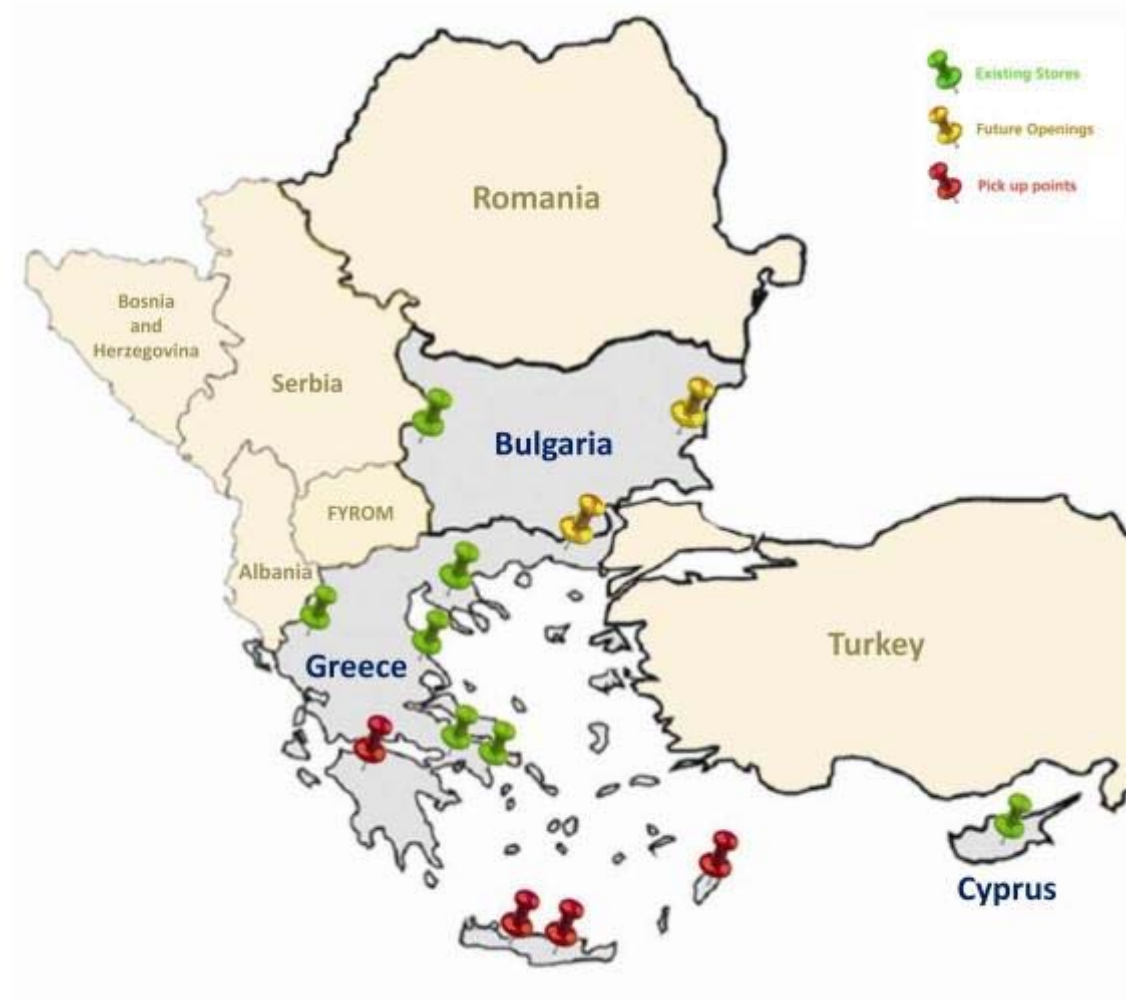 Existing Stores
Future Openings
Pick up points
Romania
Bosnia
and
Herzegovina
Serbia
Bulgaria
FYROM
Albania
Greece
Turkey
Cyprus